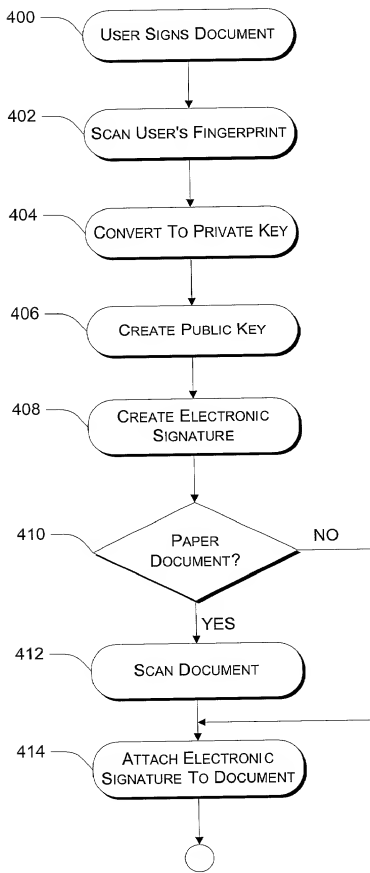 400
USER SIGNS DOCUMENT
402
SCAN USER'S FINGERPRINT
404
CONVERT TO PRIVATE KEY
406
CREATE PUBLIC KEY
408
CREATE ELECTRONIC
SIGNATURE
410
PAPER
DOCUMENT?
NO
YES
412
SCAN DOCUMENT
414
ATTACH ELECTRONIC
SIGNATURE TO DOCUMENT